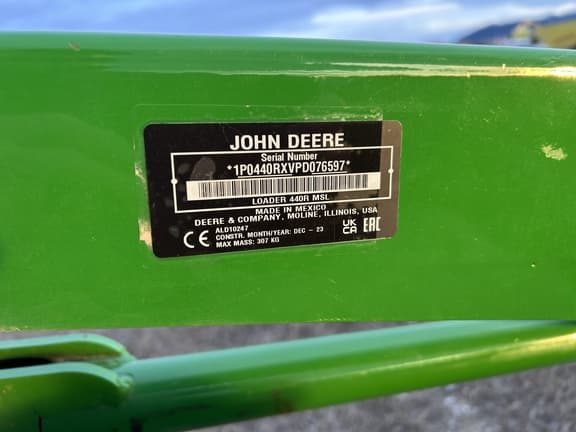 JOHN DEERE
Serial Number
*1P0440RXVPD076597*
LOADER 440R MSL
MADE IN MEXICO
DEERE & COMPANY, MOLINE, ILLINOIS, USA
ALD10247
CE CONSTR. MONTH/YEAR: DEC - 23 UK CA EAC
MAX MASS: 307 KG